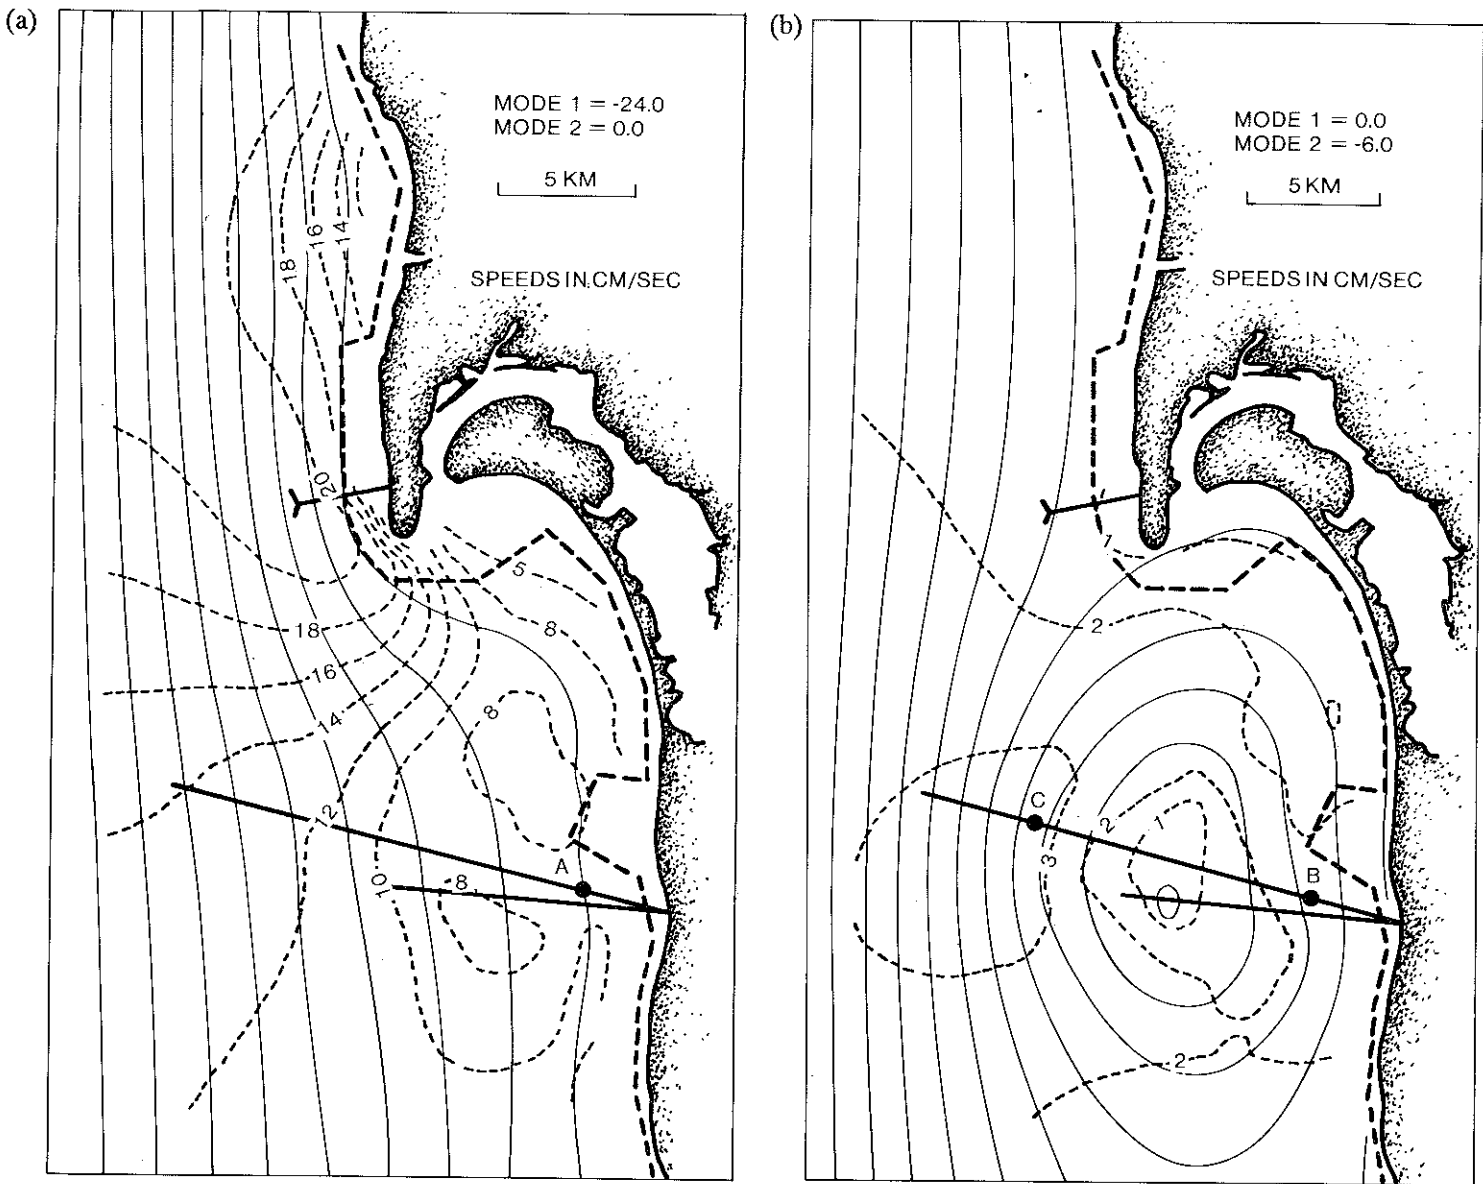 (a)
MODE 1 = -24.0
MODE 2 = 0.0
5 KM
SPEEDS IN CM/SEC
18
16
14
20
5
18
8
16
8
14
12
A
10
8
(b)
MODE 1 = 0.0
MODE 2 = -6.0
5 KM
SPEEDS IN CM/SEC
1
2
C
2
1
3
B
2